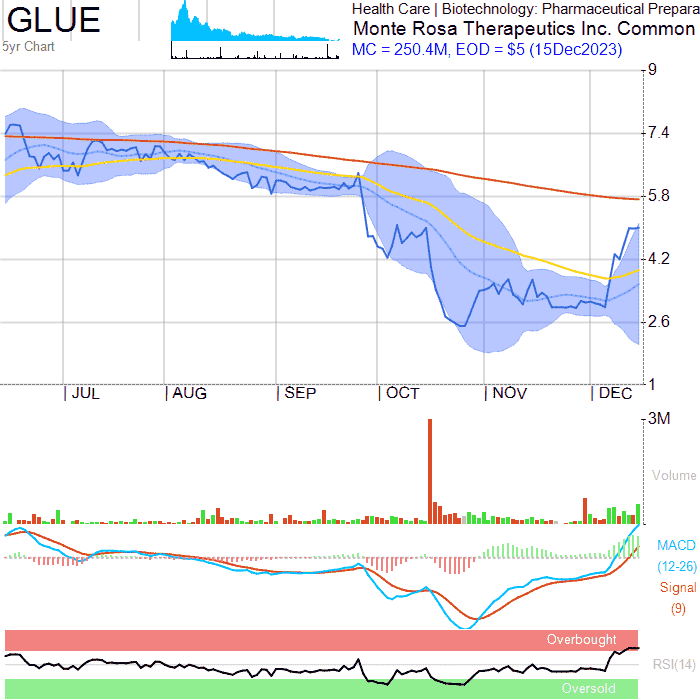 GLUE
5yr Chart
Health Care | Biotechnology: Pharmaceutical Prepara
Monte Rosa Therapeutics Inc. Common
MC = 250.4M, EOD = $5 (15Dec2023)
9
7.4
5.8
4.2
2.6
1
JUL AUG SEP OCT NOV DEC
3M
Volume
MACD
(12-26)
Signal
(9)
Overbought
RSI(14)
Oversold